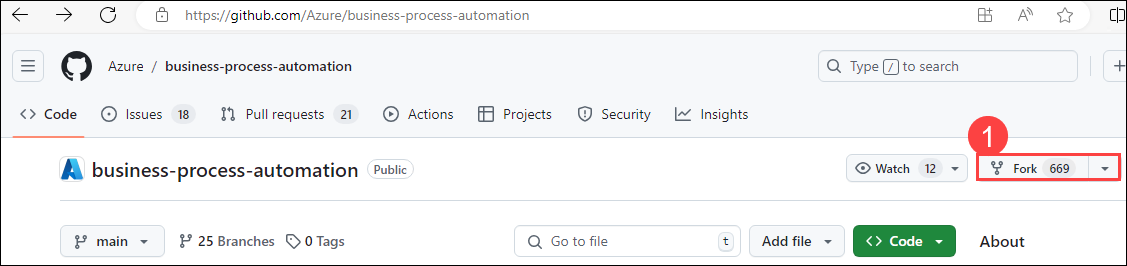 https://github.com/Azure/business-process-automation
Azure / business-process-automation
Type / to search
Code Issues 18 Pull requests 21 Actions Projects Security Insights
1
business-process-automation Public Watch 12 Fork 669
main 25 Branches 0 Tags Go to file t Add file Code About